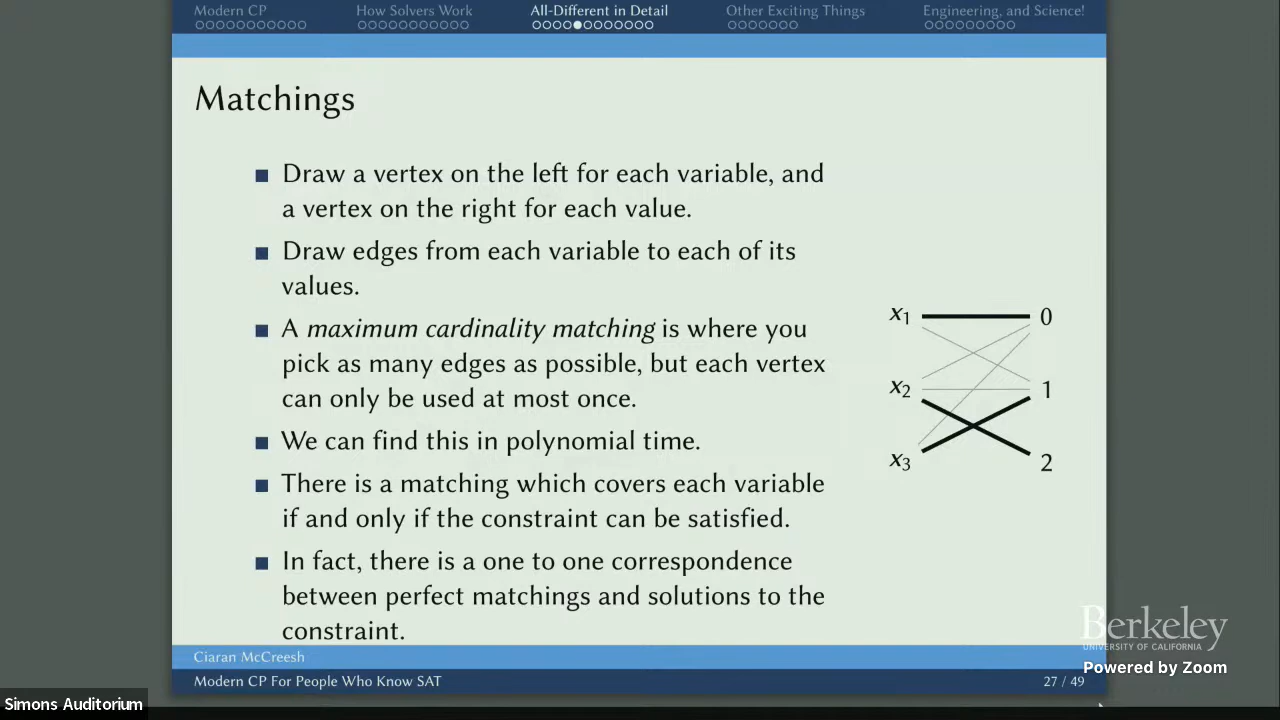 Modern CP
How Solvers Work
All-Different in Detail
Other Exciting Things
Engineering, and Science!
Matchings
Draw a vertex on the left for each variable, and
a vertex on the right for each value.
Draw edges from each variable to each of its
values.
A maximum cardinality matching is where you
pick as many edges as possible, but each vertex
can only be used at most once.
We can find this in polynomial time.
There is a matching which covers each variable
if and only if the constraint can be satisfied.
In fact, there is a one to one correspondence
between perfect matchings and solutions to the
constraint.
x1 0
x2 1
x3 2
Berkeley
UNIVERSITY OF CALIFORNIA
Powered by Zoom
Ciaran McCreesh
Modern CP For People Who Know SAT
27 / 49
Simons Auditorium